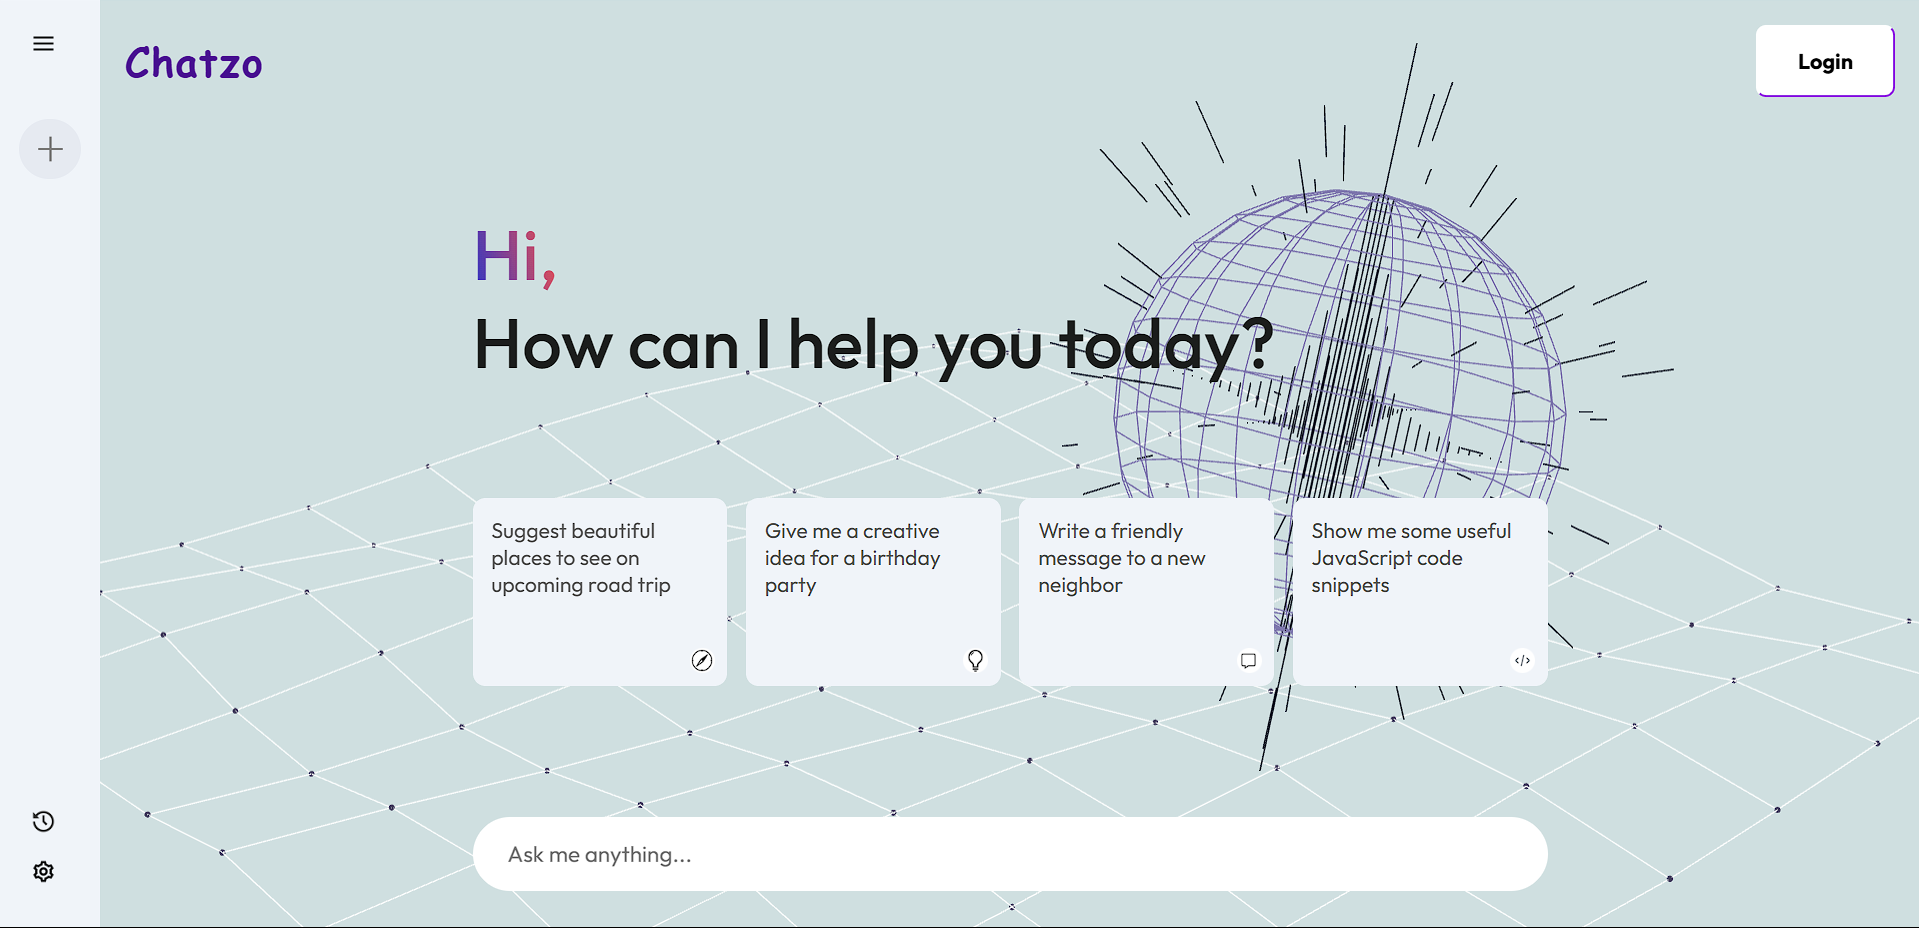 Chatzo
Login
Hi,
How can I help you today?
Suggest beautiful
places to see on
upcoming road trip
Give me a creative
idea for a birthday
party
Write a friendly
message to a new
neighbor
Show me some useful
JavaScript code
snippets
Ask me anything...